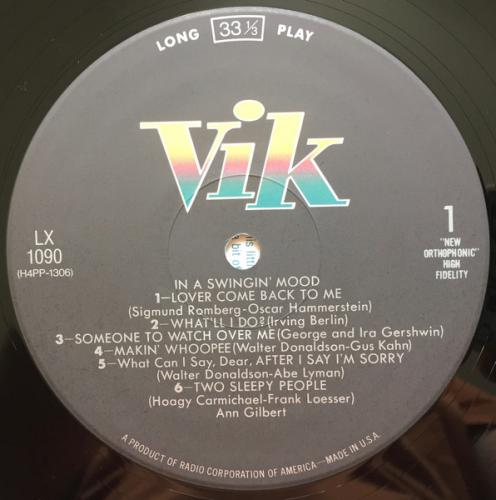 LONG 33 1/3 PLAY
Vik
LX
1090
(H4PP-1306)
1
"NEW
ORTHOPHONIC"
HIGH
FIDELITY
IN A SWINGIN' MOOD
1—LOVER COME BACK TO ME
(Sigmund Romberg-Oscar Hammerstein)
2—WHAT'LL I DO? (Irving Berlin)
3—SOMEONE TO WATCH OVER ME (George and Ira Gershwin)
4—MAKIN' WHOOPEE (Walter Donaldson-Gus Kahn)
5—What Can I Say, Dear, AFTER I SAY I'M SORRY
(Walter Donaldson-Abe Lyman)
6—TWO SLEEPY PEOPLE
(Hoagy Carmichael-Frank Loesser)
Ann Gilbert
A PRODUCT OF RADIO CORPORATION OF AMERICA—MADE IN U.S.A.